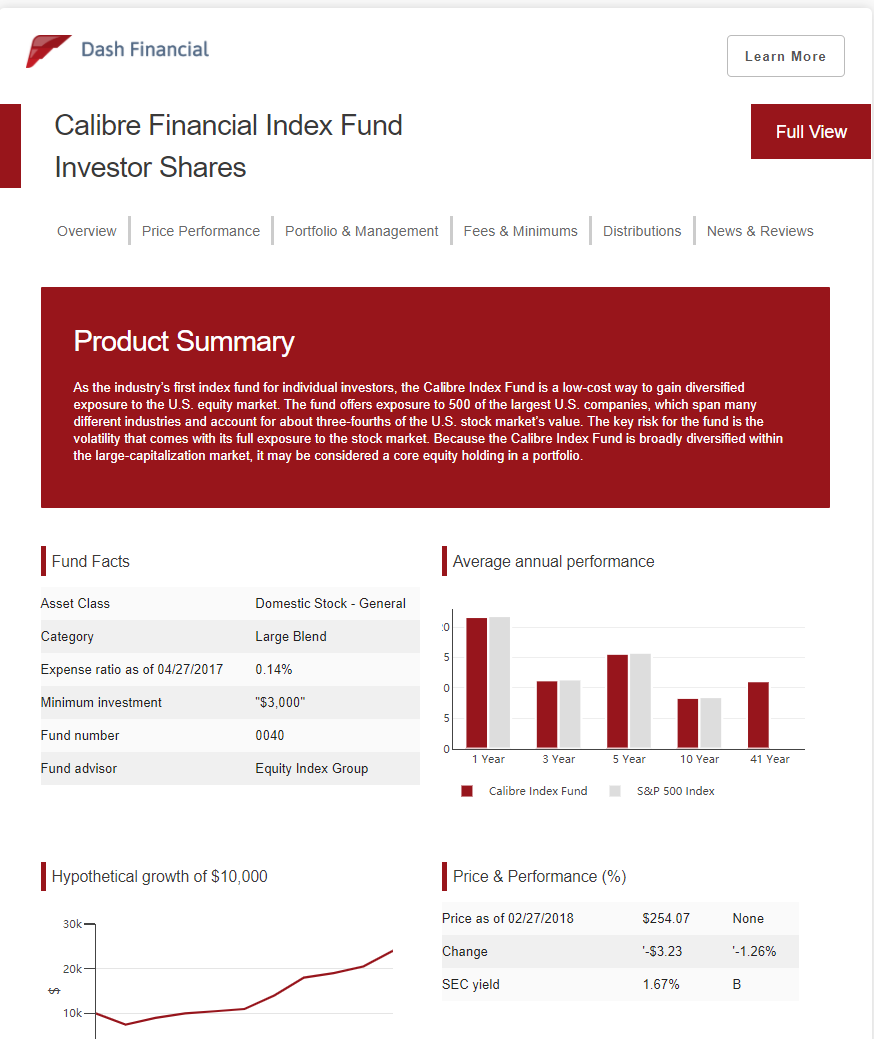 Dash Financial
Learn More
Calibre Financial Index Fund
Investor Shares
Full View
Overview
Price Performance
Portfolio & Management
Fees & Minimums
Distributions
News & Reviews
Product Summary
As the industry's first index fund for individual investors, the Calibre Index Fund is a low-cost way to gain diversified
exposure to the U.S. equity market. The fund offers exposure to 500 of the largest U.S. companies, which span many
different industries and account for about three-fourths of the U.S. stock market's value. The key risk for the fund is the
volatility that comes with its full exposure to the stock market. Because the Calibre Index Fund is broadly diversified within
the large-capitalization market, it may be considered a core equity holding in a portfolio.
Fund Facts
Asset Class Domestic Stock - General
Category Large Blend
Expense ratio as of 04/27/2017 0.14%
Minimum investment "$3,000"
Fund number 0040
Fund advisor Equity Index Group
Average annual performance
0
5
0
5
0
1 Year 3 Year 5 Year 10 Year 41 Year
Calibre Index Fund S&P 500 Index
Hypothetical growth of $10,000
30k
20k
$
10k
Price & Performance (%)
Price as of 02/27/2018 $254.07 None
Change '-$3.23 '-1.26%
SEC yield 1.67% B